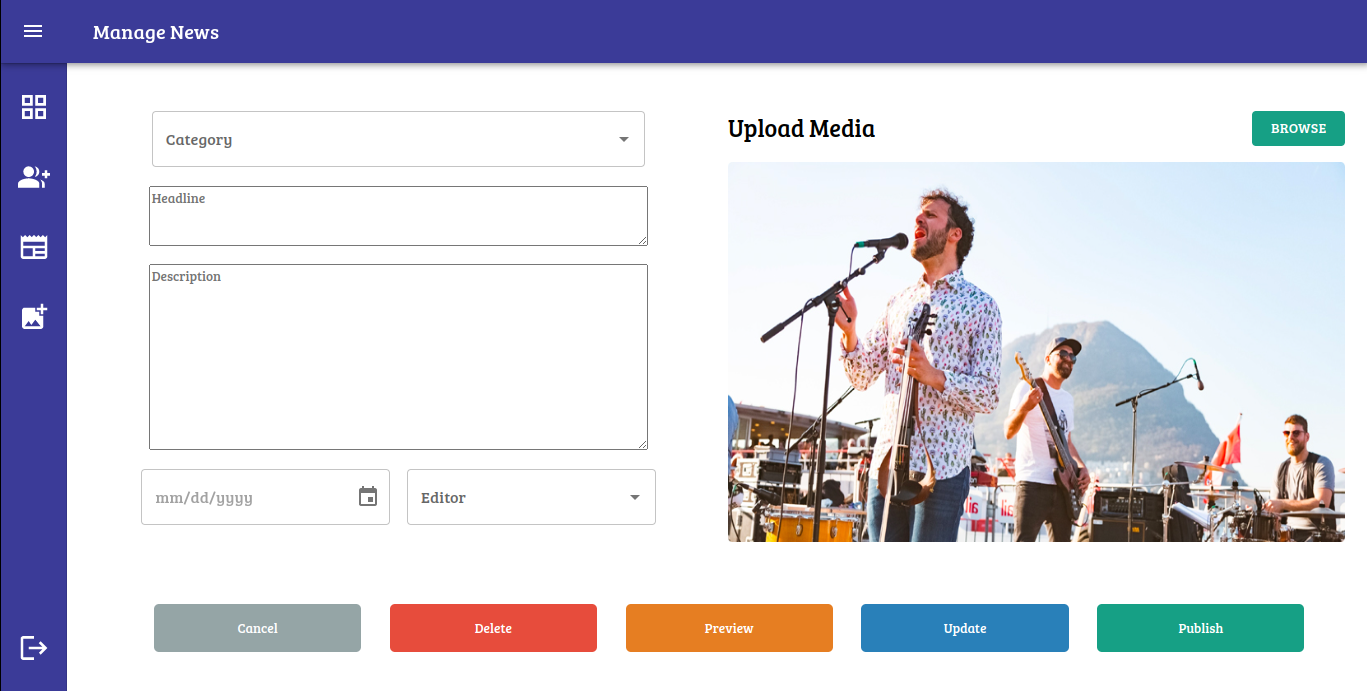 Manage News
Category
Headline
Description
mm/dd/yyyy
Editor
Upload Media
BROWSE
Cancel
Delete
Preview
Update
Publish